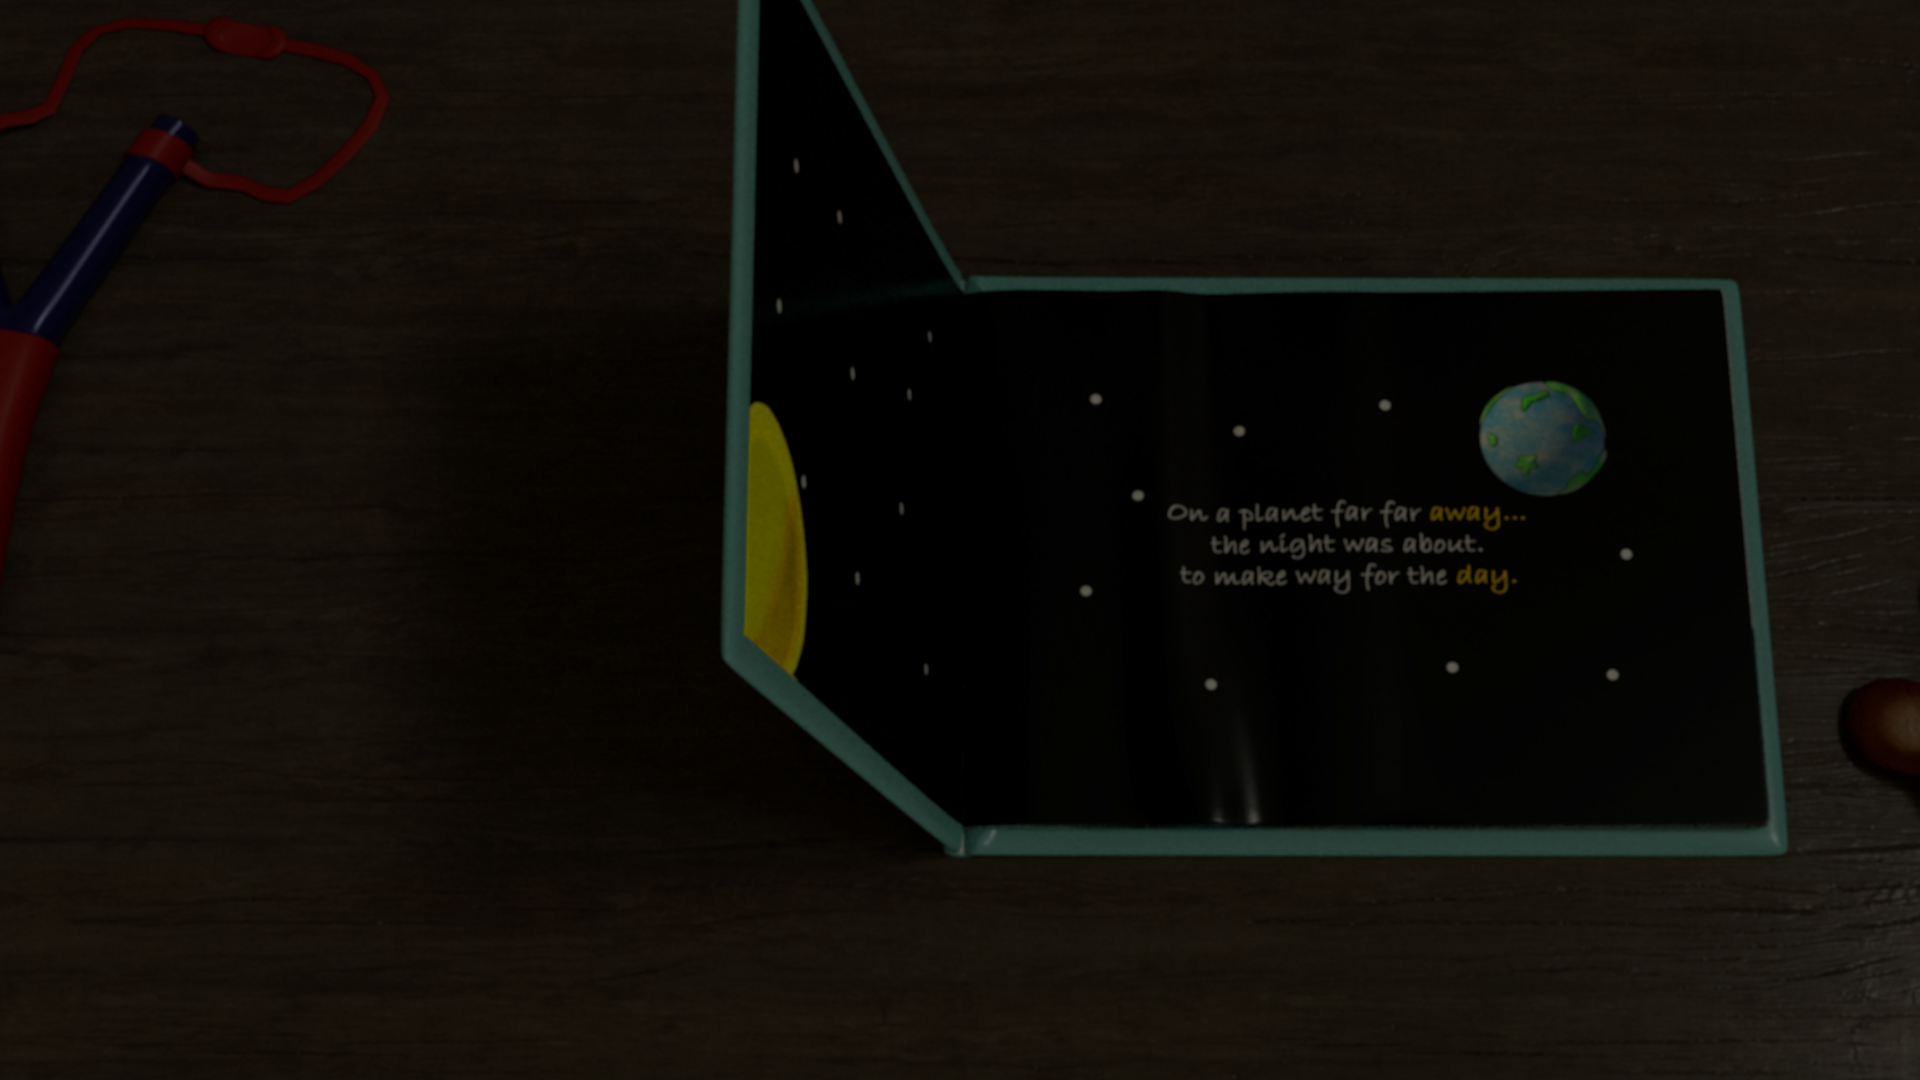 On a planet far far away...
the night was about.
to make way for the day.